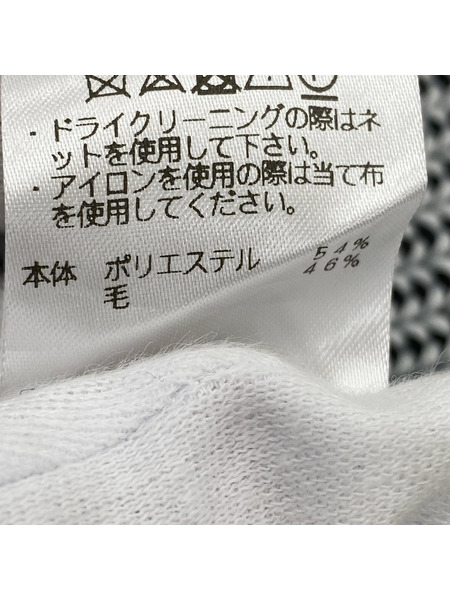 ・ドライクリーニングの際はネ
ットを使用して下さい。
・アイロンを使用の際は当て布
を使用してください。
本体 ポリエステル 54%
毛 46%